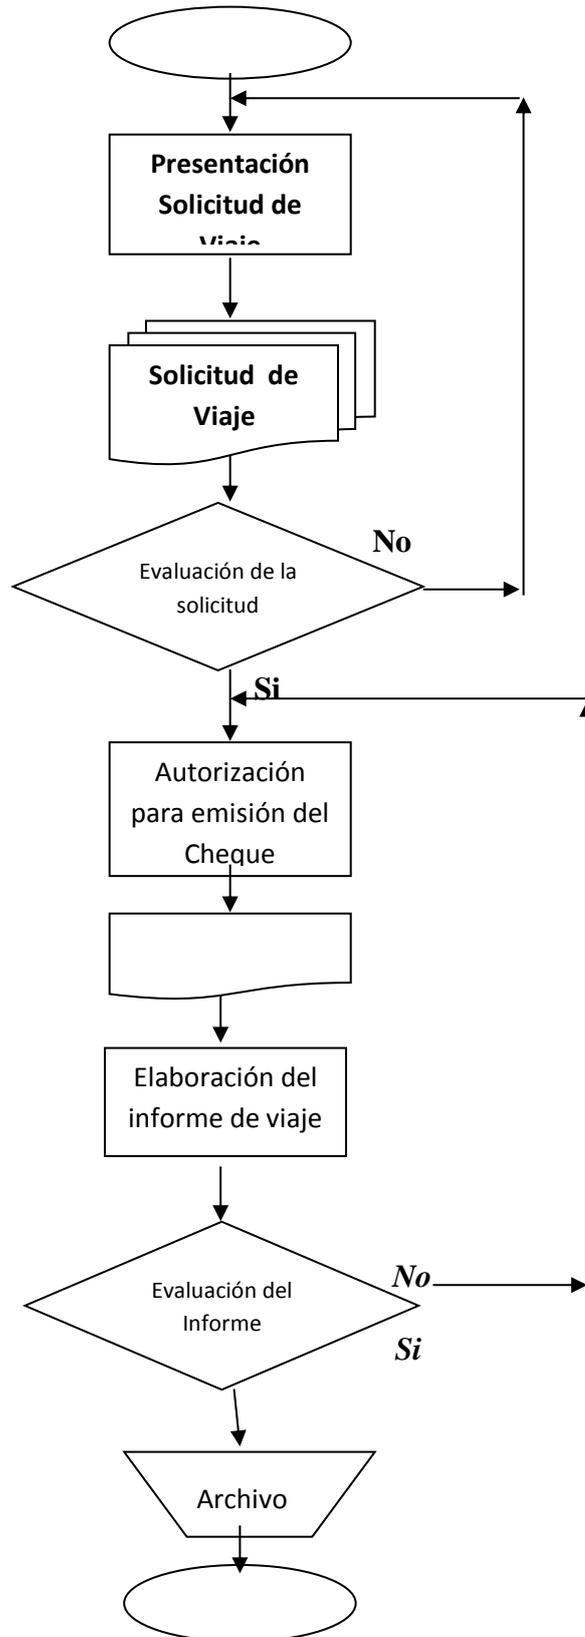 Presentación
Solicitud de
Viaje
Solicitud de
Viaje
No
Evaluación de la
solicitud
Si
Autorización
para emisión del
Cheque
Elaboración del
informe de viaje
No
Evaluación del
Informe
Si
Archivo